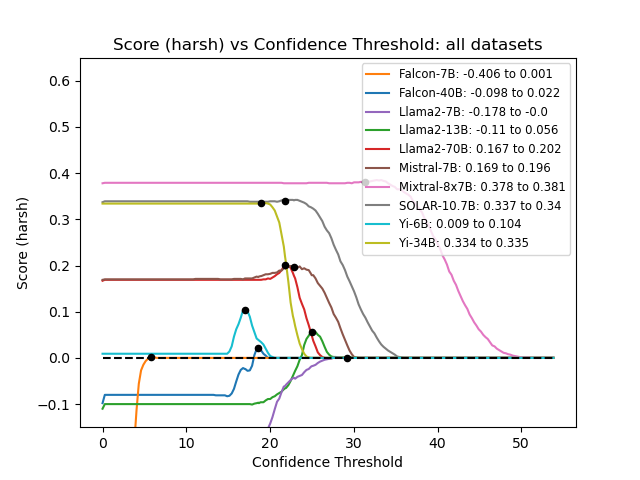 Score (harsh) vs Confidence Threshold: all datasets
Falcon-7B: -0.406 to 0.001
Falcon-40B: -0.098 to 0.022
Llama2-7B: -0.178 to -0.0
Llama2-13B: -0.11 to 0.056
Llama2-70B: 0.167 to 0.202
Mistral-7B: 0.169 to 0.196
Mixtral-8x7B: 0.378 to 0.381
SOLAR-10.7B: 0.337 to 0.34
Yi-6B: 0.009 to 0.104
Yi-34B: 0.334 to 0.335
Score (harsh)
0.6
0.5
0.4
0.3
0.2
0.1
0.0
−0.1
0 10 20 30 40 50
Confidence Threshold